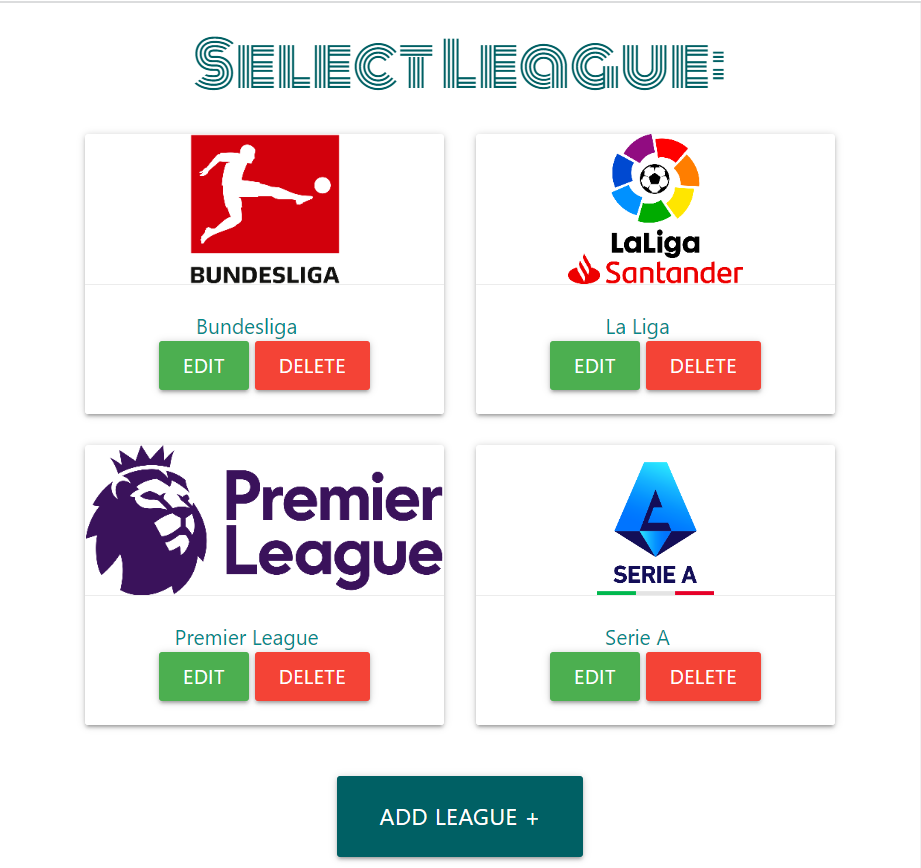 Select League:
BUNDESLIGA
Bundesliga
EDIT DELETE
LaLiga
Santander
La Liga
EDIT DELETE
Premier
League
Premier League
EDIT DELETE
SERIE A
Serie A
EDIT DELETE
ADD LEAGUE +